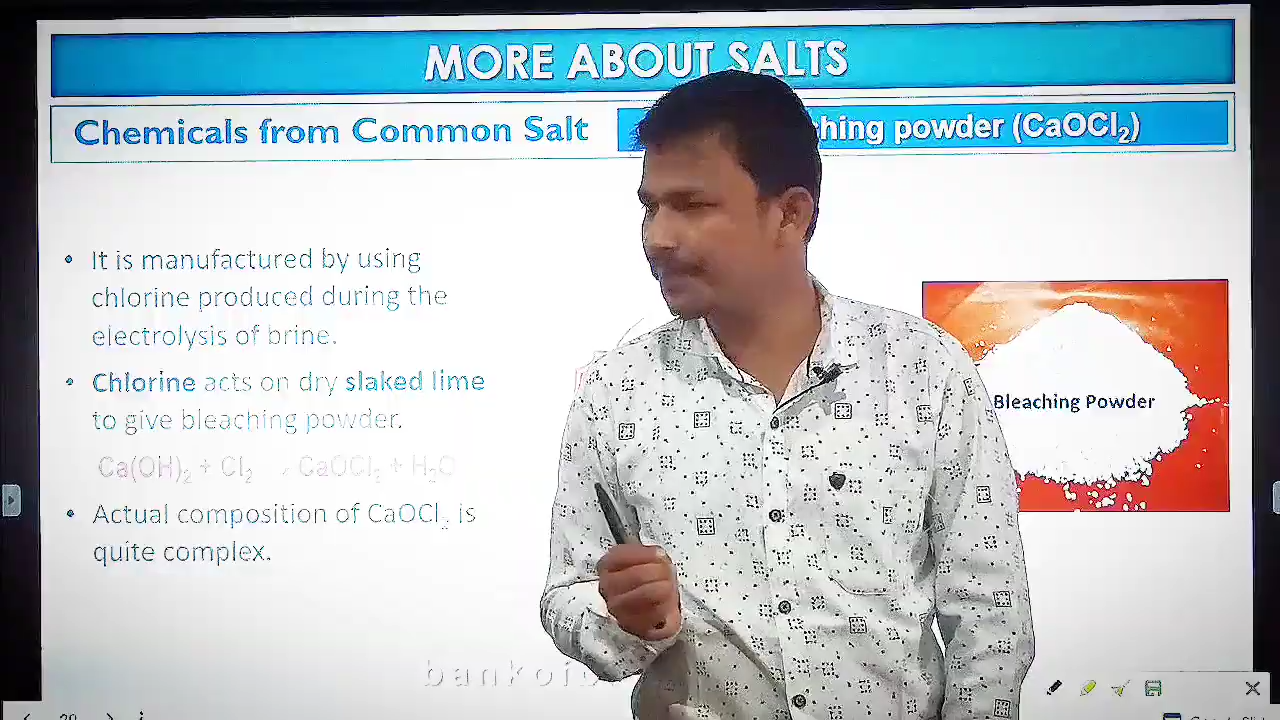 MORE ABOUT SALTS
Chemicals from Common Salt
ching powder (CaOCl₂)
• It is manufactured by using
chlorine produced during the
electrolysis of brine.
• Chlorine acts on dry slaked lime
to give bleaching powder.
Ca(OH)₂ + Cl₂ → CaOCl₂ + H₂O
• Actual composition of CaOCl₂ is
quite complex.
Bleaching Powder